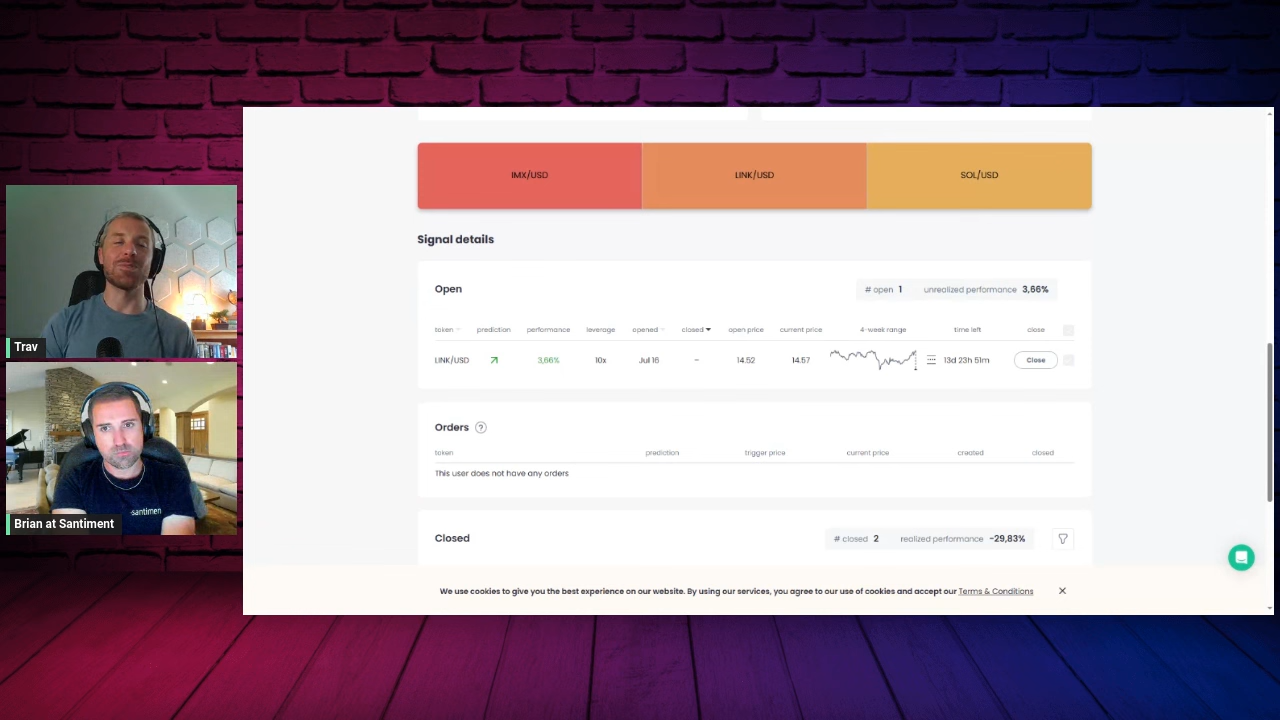 IMX/USD
LINK/USD
SOL/USD
Signal details
Open
# open 1 unrealized performance 3,66%
token prediction performance leverage opened closed open price current price 4-week range time left close
LINK/USD 3,66% 10x Jul 16 - 14.52 14.57 13d 23h 51m Close
Orders ?
token prediction trigger price current price created closed
This user does not have any orders
Closed
# closed 2 realized performance -29,83%
We use cookies to give you the best experience on our website. By using our services, you agree to our use of cookies and accept our Terms & Conditions
Trav
santimen
Brian at Santiment